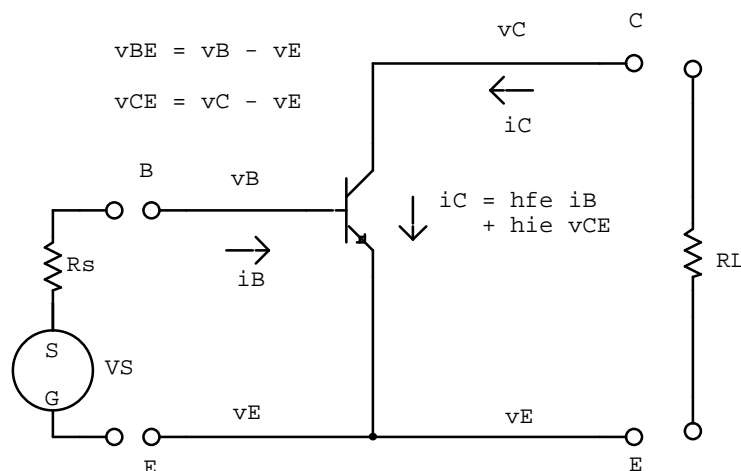 vC
C
vBE = vB - vE
vCE = vC - vE
iC
B
vB
iC = hfe iB
+ hie vCE
Rs
iB
RL
S
VS
G
vE
vE
E
E